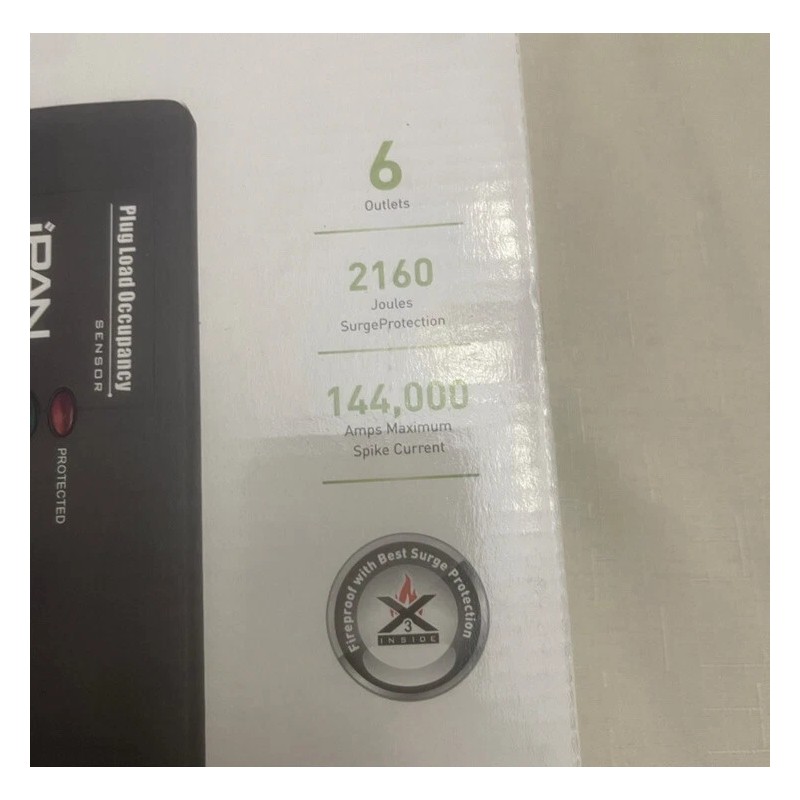 6
Outlets
2160
Joules
SurgeProtection
144,000
Amps Maximum
Spike Current
Fireproof with Best Surge Protection
X
3
INSIDE
Plug Load Occupancy
SENSOR
PROTECTED